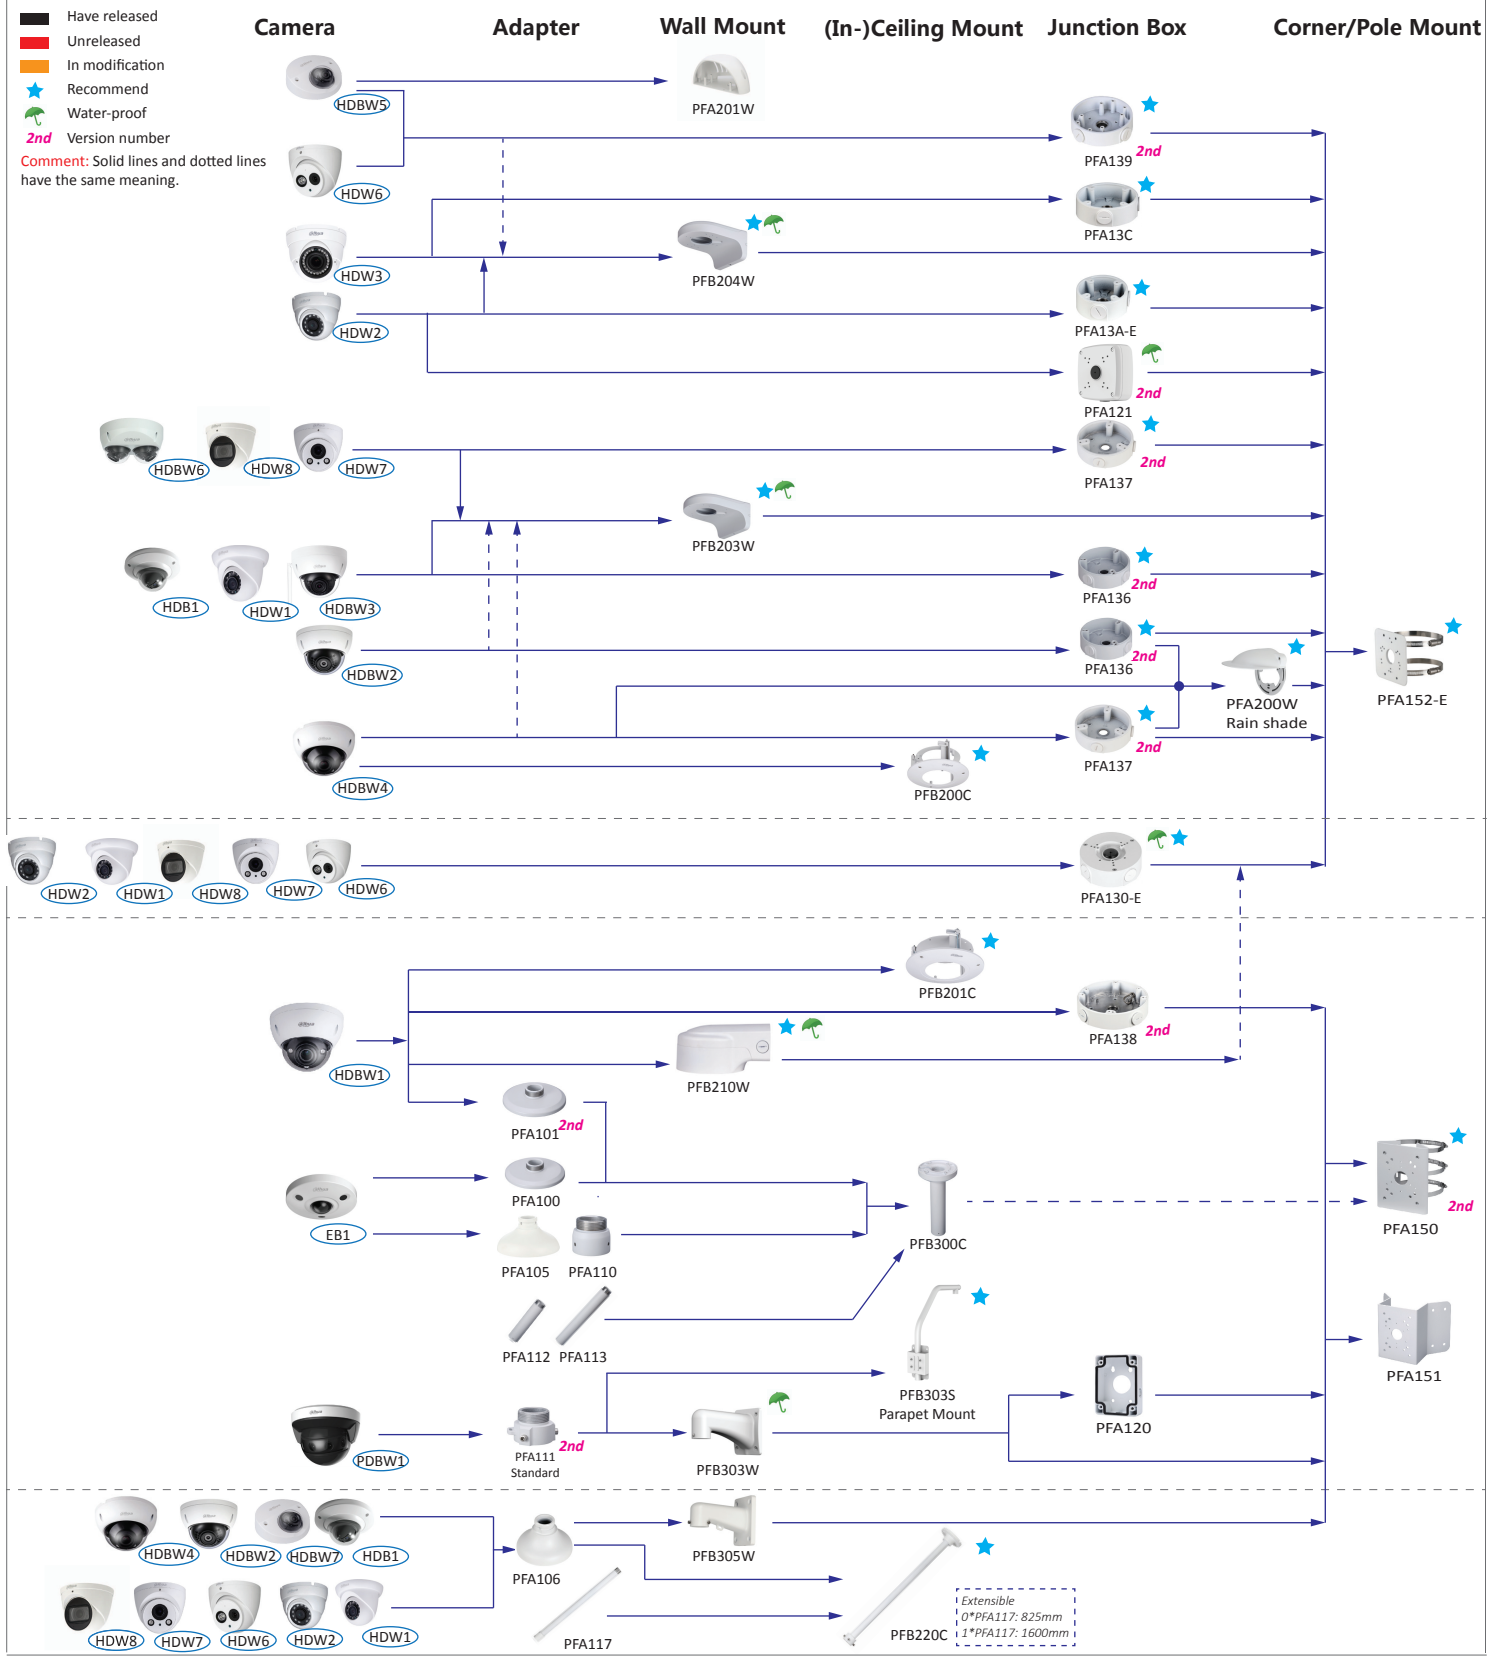 Have released
Unreleased
In modification
Recommend
Water-proof
2nd Version number
Comment: Solid lines and dotted lines
have the same meaning.
Camera
Adapter
Wall Mount
(In-)Ceiling Mount
Junction Box
Corner/Pole Mount
HDBW5
PFA201W
PFA139
2nd
HDW6
PFA13C
HDW3
PFB204W
HDW2
PFA13A-E
2nd
PFA121
HDBW6
HDW8
HDW7
2nd
PFA137
PFB203W
HDB1
HDW1
HDBW3
2nd
PFA136
HDBW2
2nd
PFA136
PFA200W
Rain shade
PFA152-E
HDBW4
2nd
PFA137
PFB200C
HDW2
HDW1
HDW8
HDW7
HDW6
PFA130-E
PFB201C
HDBW1
PFA138
2nd
PFB210W
PFA101
2nd
PFA100
EB1
PFA105
PFA110
PFB300C
2nd
PFA150
PFA112
PFA113
PFB303S
Parapet Mount
PFA151
PDBW1
2nd
PFA111
Standard
PFB303W
PFA120
HDBW4
HDBW2
HDBW7
HDB1
PFA106
PFB305W
HDW8
HDW7
HDW6
HDW2
HDW1
PFA117
PFB220C
Extensible
0*PFA117: 825mm
1*PFA117: 1600mm